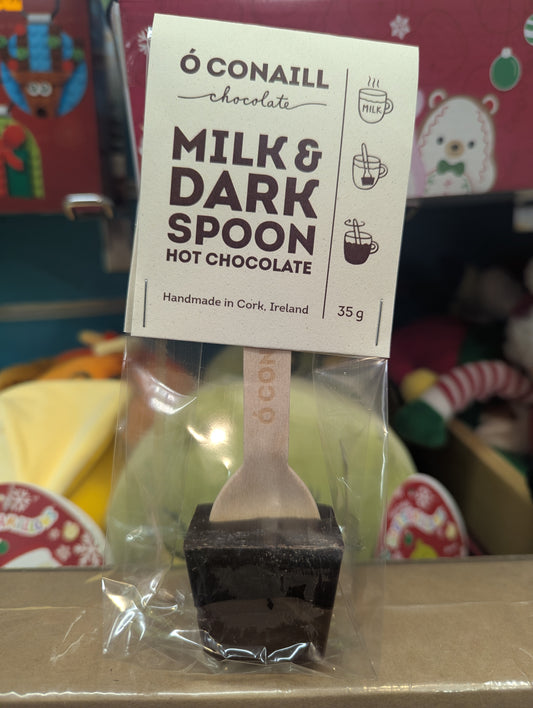 Ó CONAILL
chocolate
MILK &
DARK
SPOON
HOT CHOCOLATE
Handmade in Cork, Ireland
MILK
35 g
Ó CON